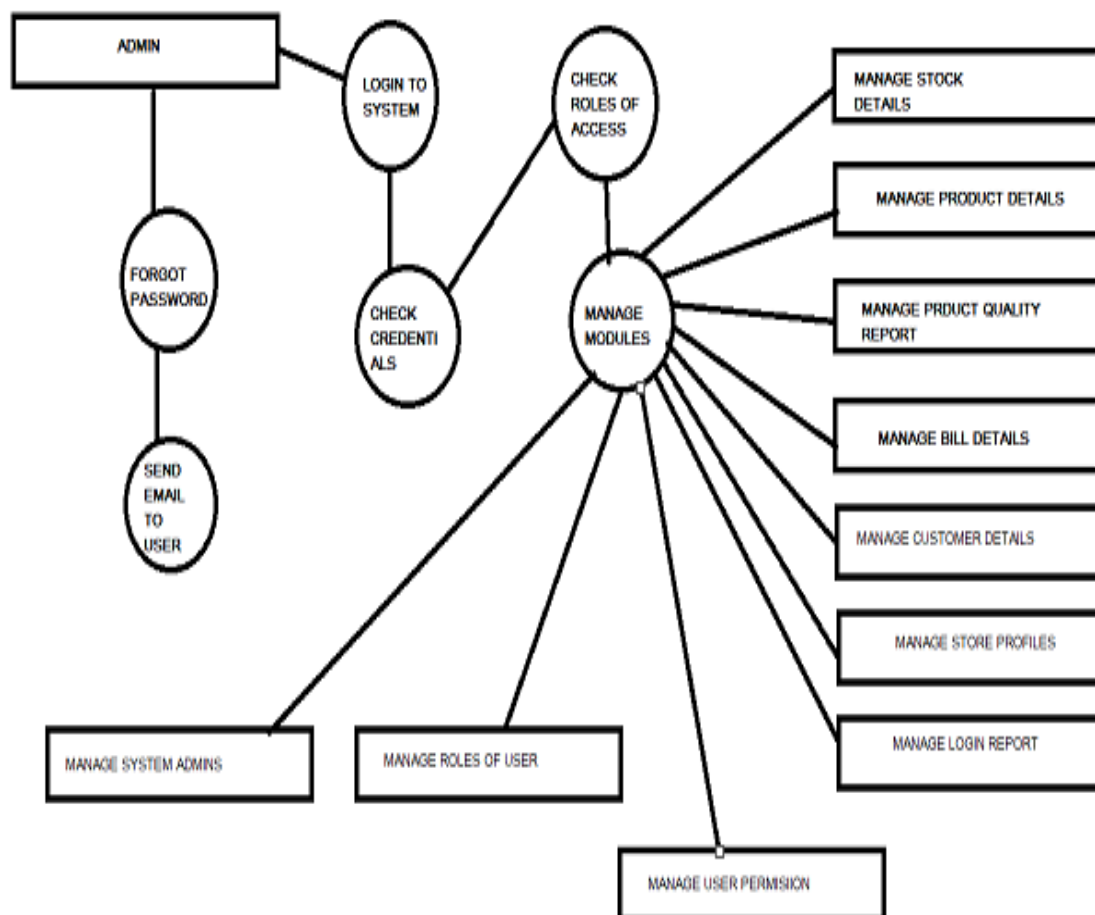 ADMIN
LOGIN TO
SYSTEM
CHECK
ROLES OF
ACCESS
MANAGE STOCK
DETAILS
MANAGE PRODUCT DETAILS
FORGOT
PASSWORD
CHECK
CREDENTI
ALS
MANAGE
MODULES
MANAGE PRDUCT QUALITY
REPORT
MANAGE BILL DETAILS
SEND
EMAIL
TO
USER
MANAGE CUSTOMER DETAILS
MANAGE STORE PROFILES
MANAGE LOGIN REPORT
MANAGE SYSTEM ADMINS
MANAGE ROLES OF USER
MANAGE USER PERMISIION